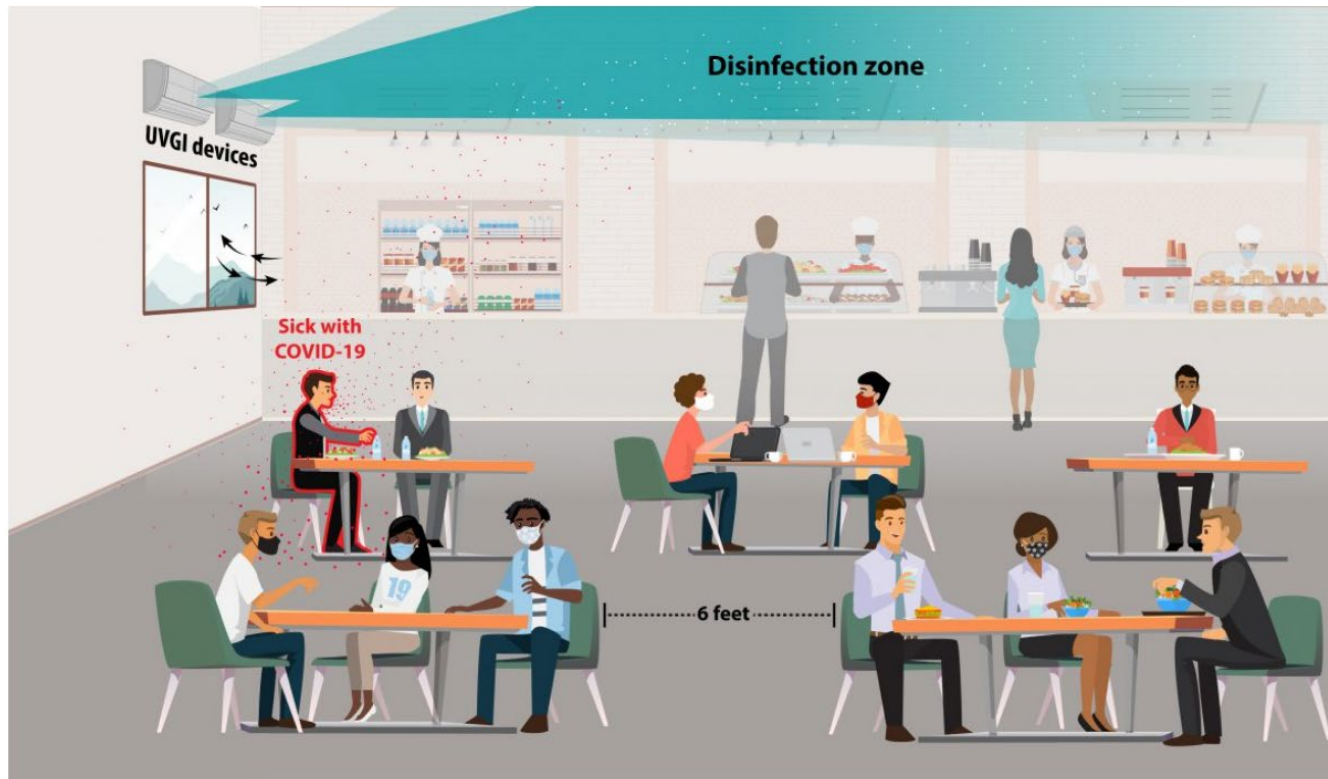 Disinfection zone
UVGI devices
Sick with
COVID-19
19
6 feet